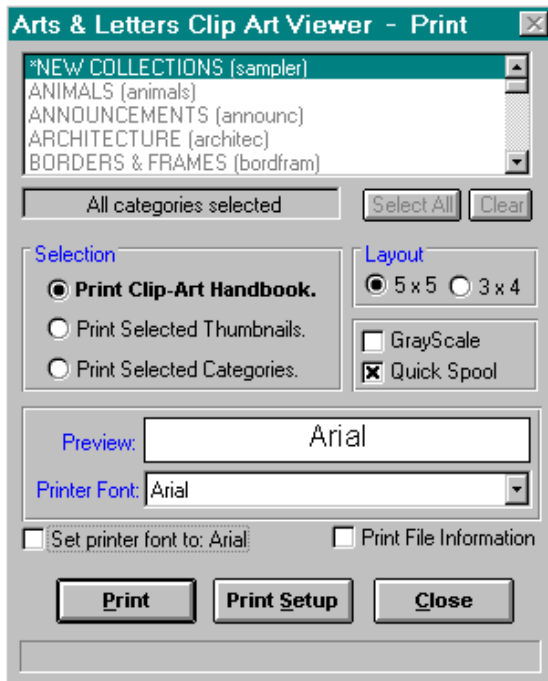 Arts & Letters Clip Art Viewer - Print
*NEW COLLECTIONS (sampler)
ANIMALS (animals)
ANNOUNCEMENTS (announc)
ARCHITECTURE (architec)
BORDERS & FRAMES (bordfram)
All categories selected
Select All
Clear
Selection
Layout
Print Clip-Art Handbook.
5 x 5
3 x 4
Print Selected Thumbnails.
GrayScale
Print Selected Categories.
Quick Spool
Preview:
Arial
Printer Font:
Arial
Set printer font to: Arial
Print File Information
Print
Print Setup
Close